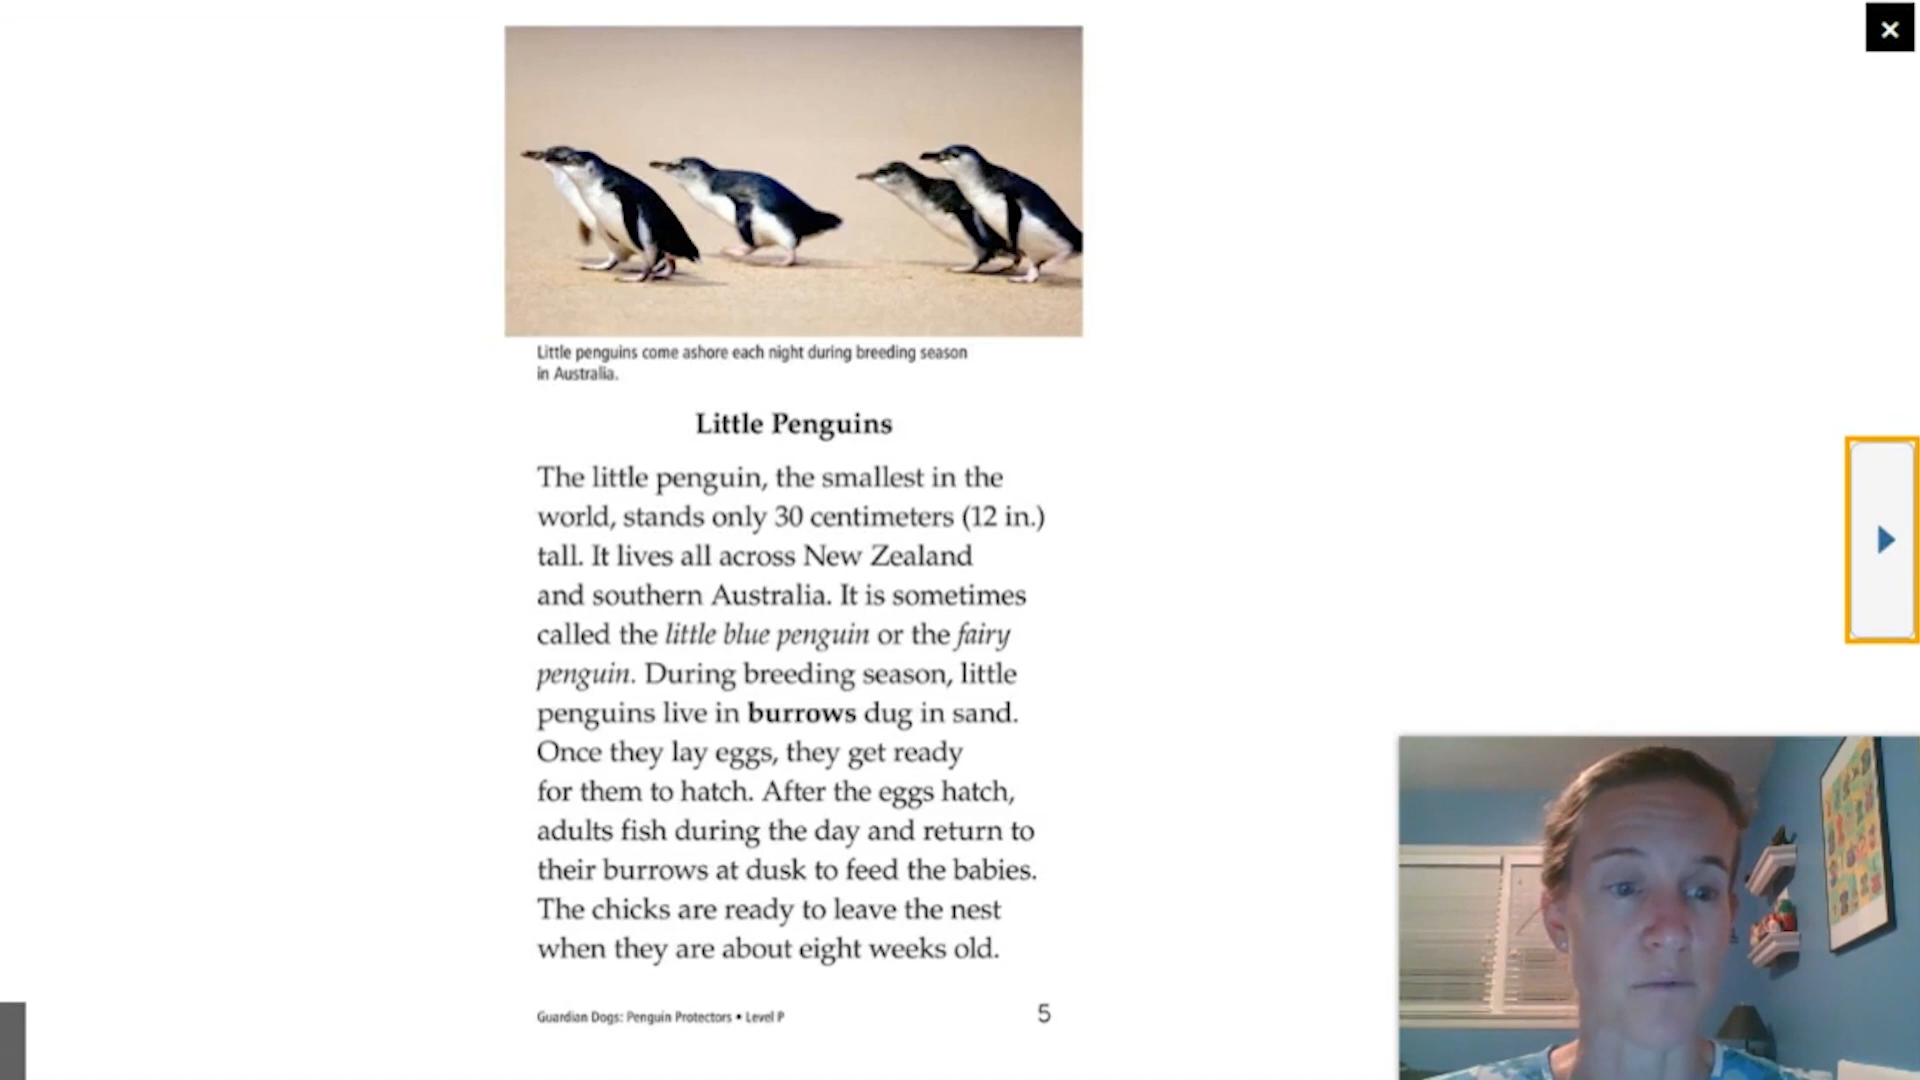 Little penguins come ashore each night during breeding season
in Australia.
Little Penguins
The little penguin, the smallest in the
world, stands only 30 centimeters (12 in.)
tall. It lives all across New Zealand
and southern Australia. It is sometimes
called the little blue penguin or the fairy
penguin. During breeding season, little
penguins live in burrows dug in sand.
Once they lay eggs, they get ready
for them to hatch. After the eggs hatch,
adults fish during the day and return to
their burrows at dusk to feed the babies.
The chicks are ready to leave the nest
when they are about eight weeks old.
Guardian Dogs: Penguin Protectors • Level P
5